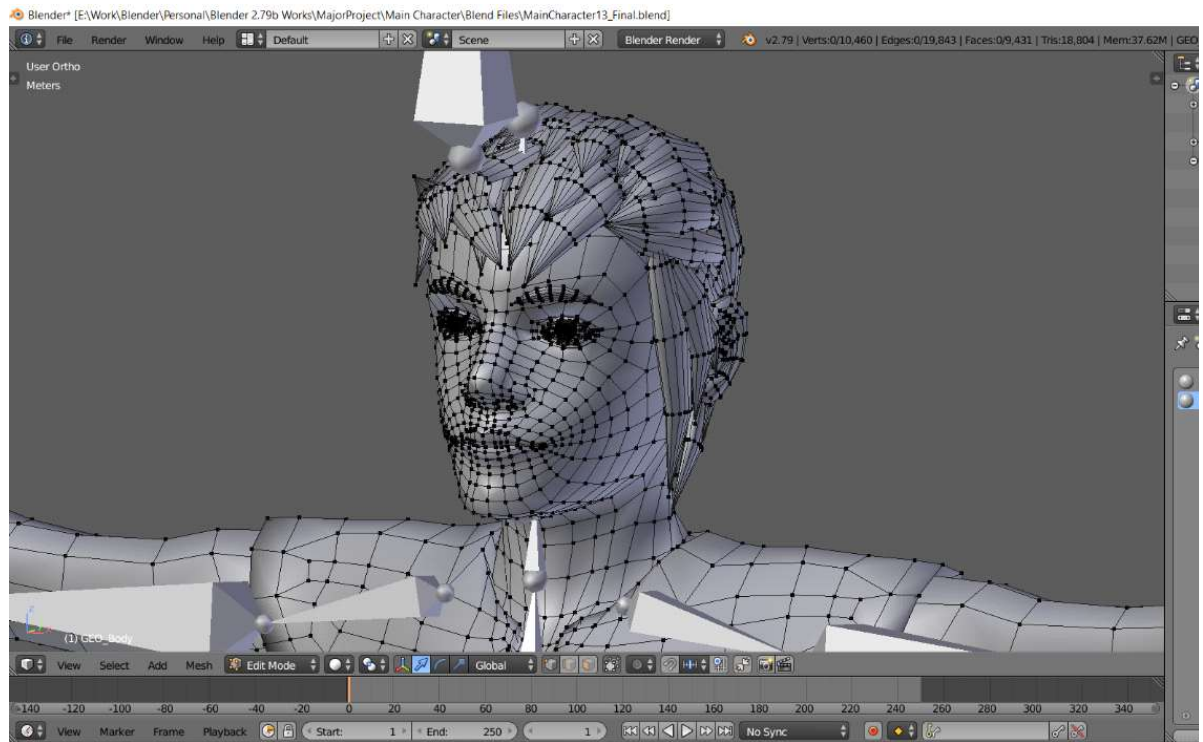 Blender* [E:\Work\Blender\Personal\Blender 2.79b Works\MajorProject\Main Character\Blend Files\MainCharacter13_Final.blend]
File Render Window Help Default Scene Blender Render v2.79 | Verts:0/10,460 | Edges:0/19,843 | Faces:0/9,431 | Tris:18,804 | Mem:37.62M | GEO
User Ortho
Meters
(1) GEO_Body
View Select Add Mesh Edit Mode Global
-140 -120 -100 -80 -60 -40 -20 0 20 40 60 80 100 120 140 160 180 200 220 240 260 280 300 320 340
View Marker Frame Playback Start: 1 End: 250 1 No Sync